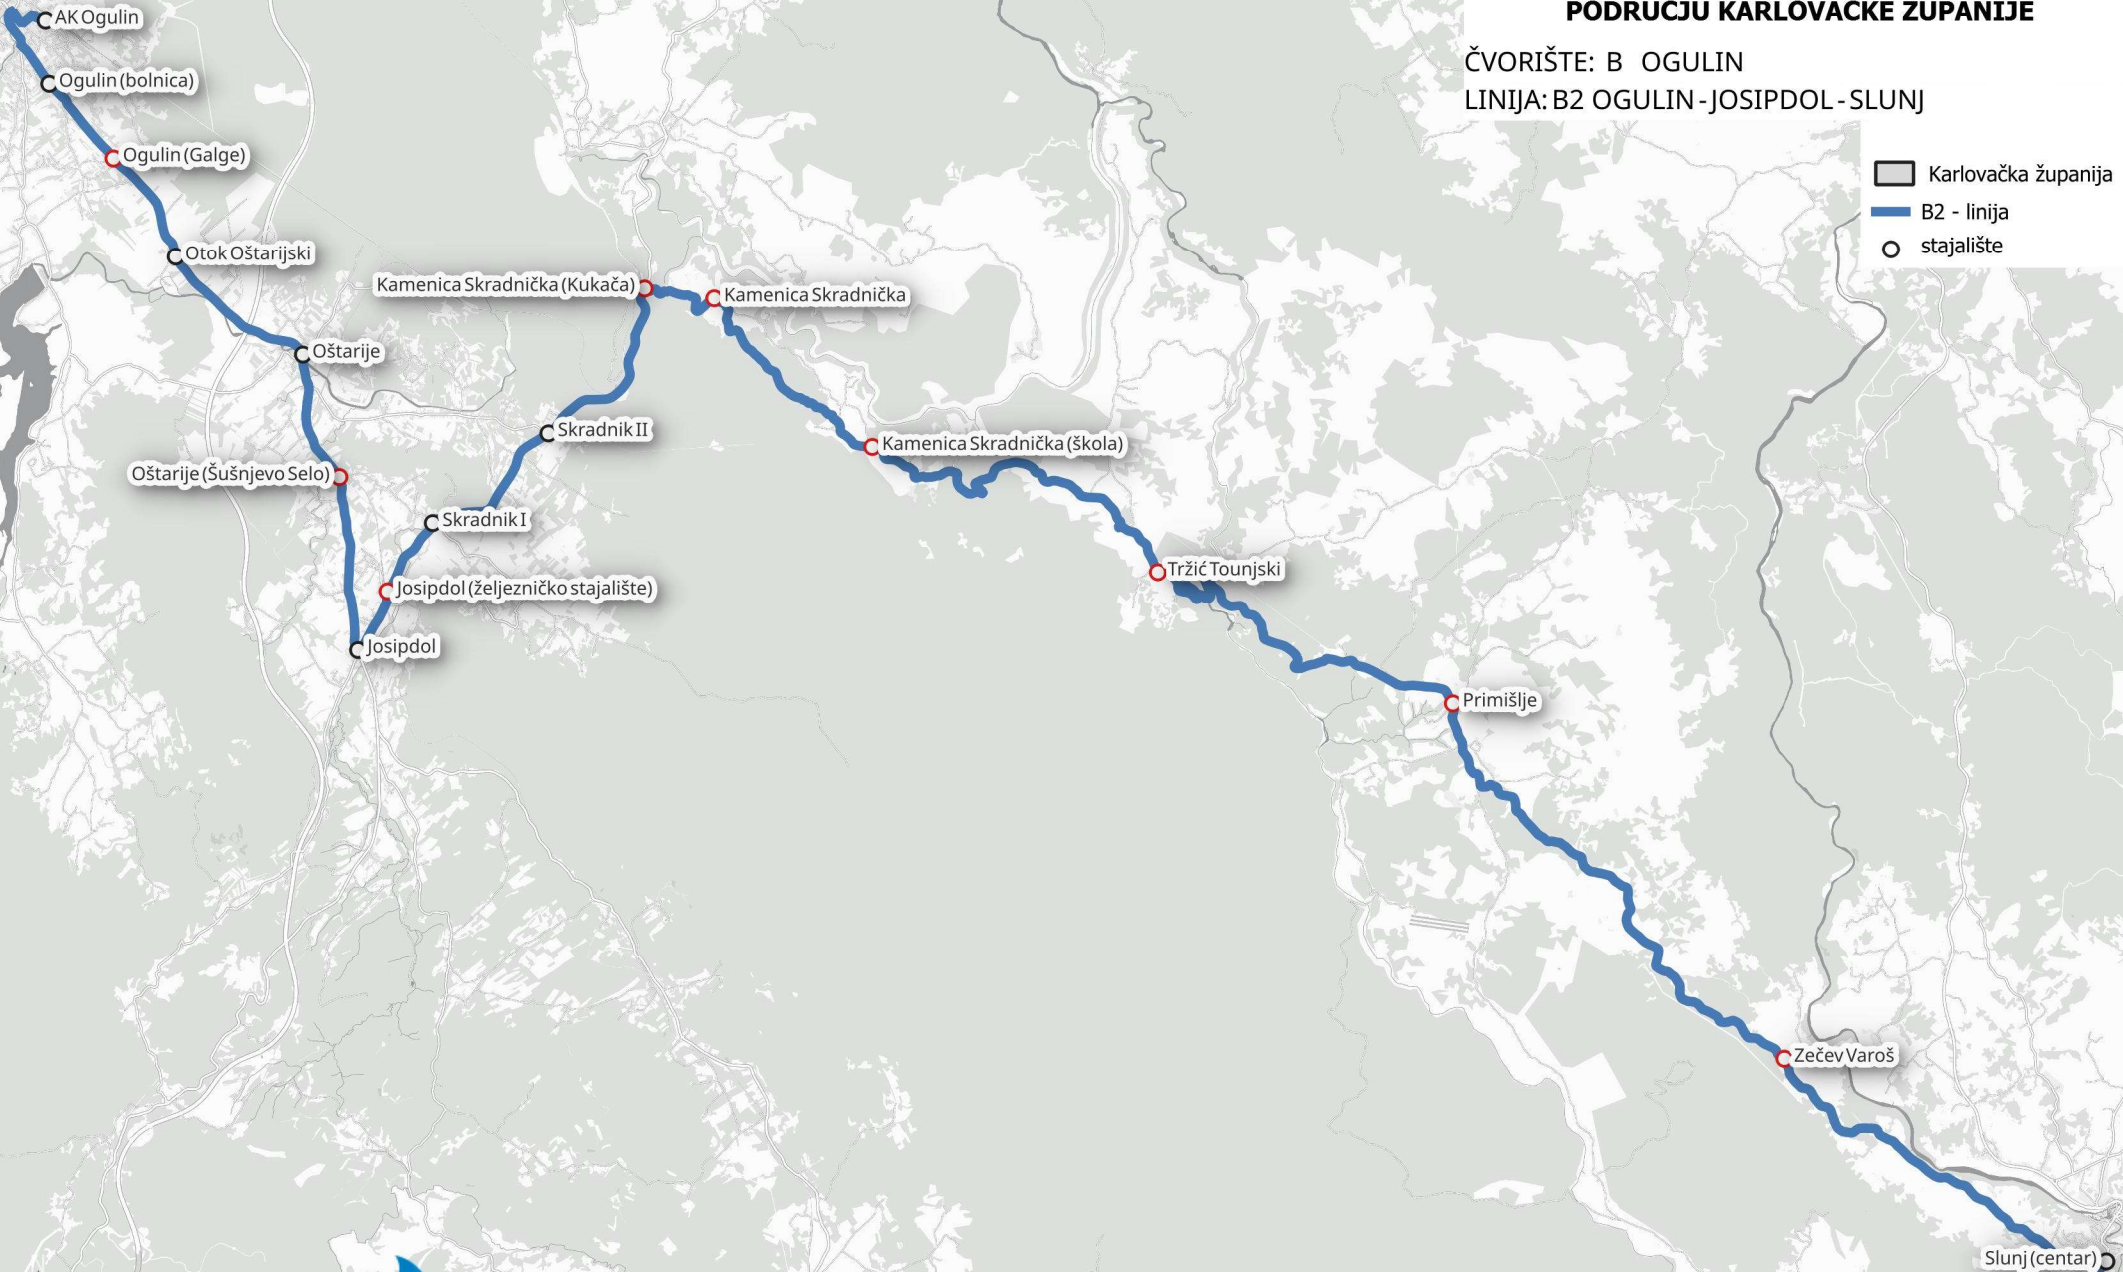 PODRUČJU KARLOVAČKE ŽUPANIJE
ČVORIŠTE: B OGULIN
LINIJA: B2 OGULIN - JOSIPDOL - SLUNJ
Karlovačka županija
B2 - linija
stajalište
AK Ogulin
Ogulin (bolnica)
Ogulin (Galge)
Otok Oštarijski
Kamenica Skradnička (Kukača)
Kamenica Skradnička
Oštarije
Skradnik II
Kamenica Skradnička (škola)
Oštarije (Šušnjevo Selo)
Skradnik I
Tržić Tounjski
Josipdol (željezničko stajalište)
Josipdol
Primišlje
Zečev Varoš
Slunj (centar)